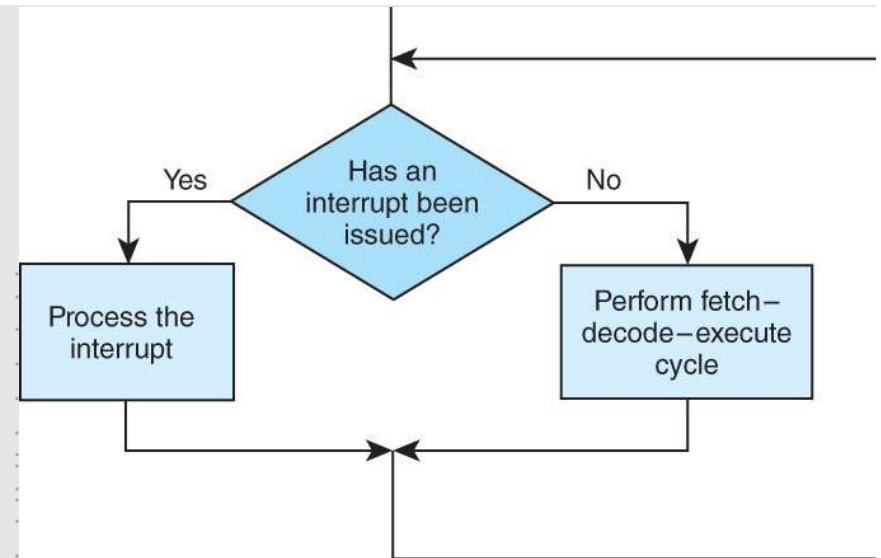 Has an
interrupt been
issued?
Yes
No
Process the
interrupt
Perform fetch–
decode–execute
cycle